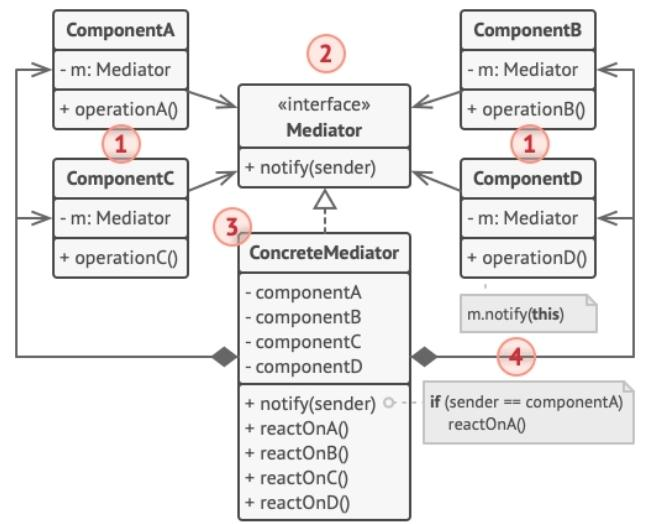 ComponentA
- m: Mediator
+ operationA()
ComponentB
- m: Mediator
+ operationB()
2
«interface»
Mediator
+ notify(sender)
1
1
ComponentC
- m: Mediator
+ operationC()
ComponentD
- m: Mediator
+ operationD()
3
ConcreteMediator
- componentA
- componentB
- componentC
- componentD
+ notify(sender)
+ reactOnA()
+ reactOnB()
+ reactOnC()
+ reactOnD()
m.notify(this)
4
if (sender == componentA)
reactOnA()